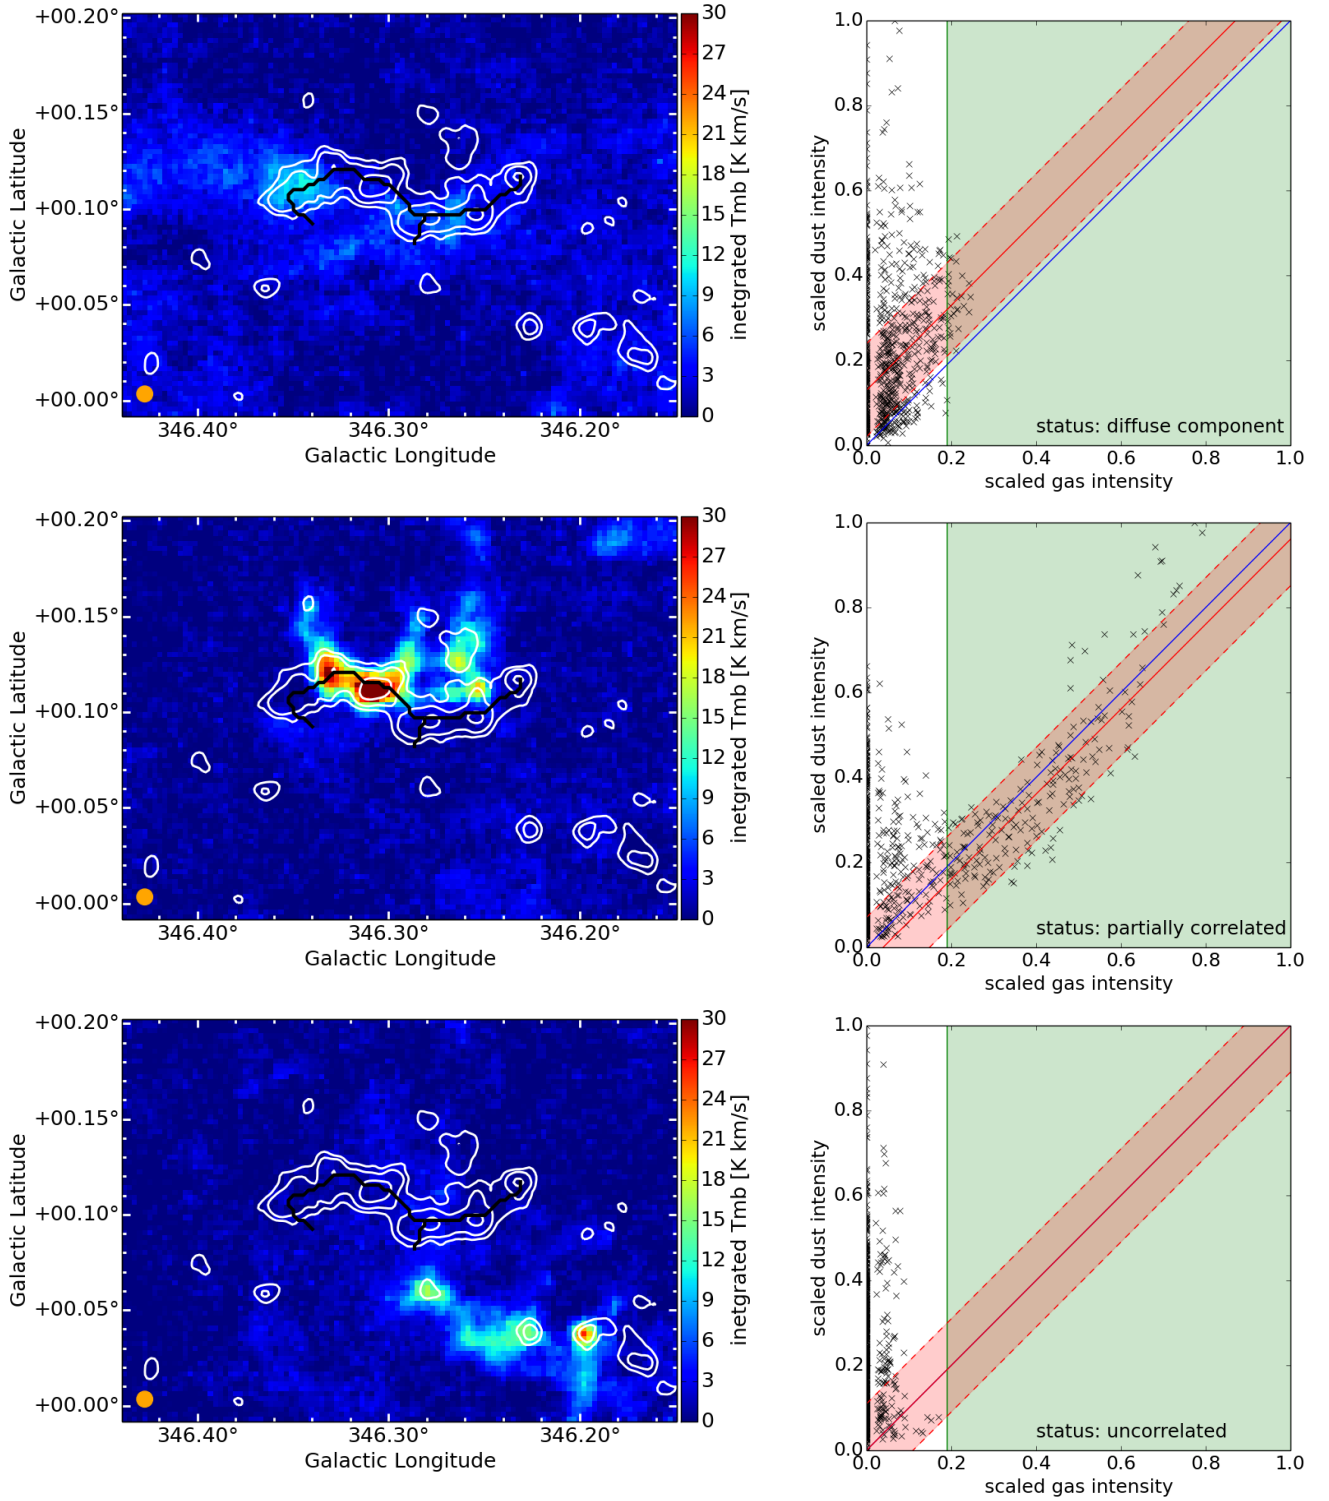 +00.20°
+00.15°
+00.10°
+00.05°
+00.00°
Galactic Latitude
346.40° 346.30° 346.20°
Galactic Longitude
30
27
24
21
18
15
12
9
6
3
0
inetgrated Tmb [K km/s]
1.0
0.8
0.6
0.4
0.2
0.0
scaled dust intensity
status: diffuse component
0.0 0.2 0.4 0.6 0.8 1.0
scaled gas intensity
+00.20°
+00.15°
+00.10°
+00.05°
+00.00°
Galactic Latitude
346.40° 346.30° 346.20°
Galactic Longitude
30
27
24
21
18
15
12
9
6
3
0
inetgrated Tmb [K km/s]
1.0
0.8
0.6
0.4
0.2
0.0
scaled dust intensity
status: partially correlated
0.0 0.2 0.4 0.6 0.8 1.0
scaled gas intensity
+00.20°
+00.15°
+00.10°
+00.05°
+00.00°
Galactic Latitude
346.40° 346.30° 346.20°
Galactic Longitude
30
27
24
21
18
15
12
9
6
3
0
inetgrated Tmb [K km/s]
1.0
0.8
0.6
0.4
0.2
0.0
scaled dust intensity
status: uncorrelated
0.0 0.2 0.4 0.6 0.8 1.0
scaled gas intensity